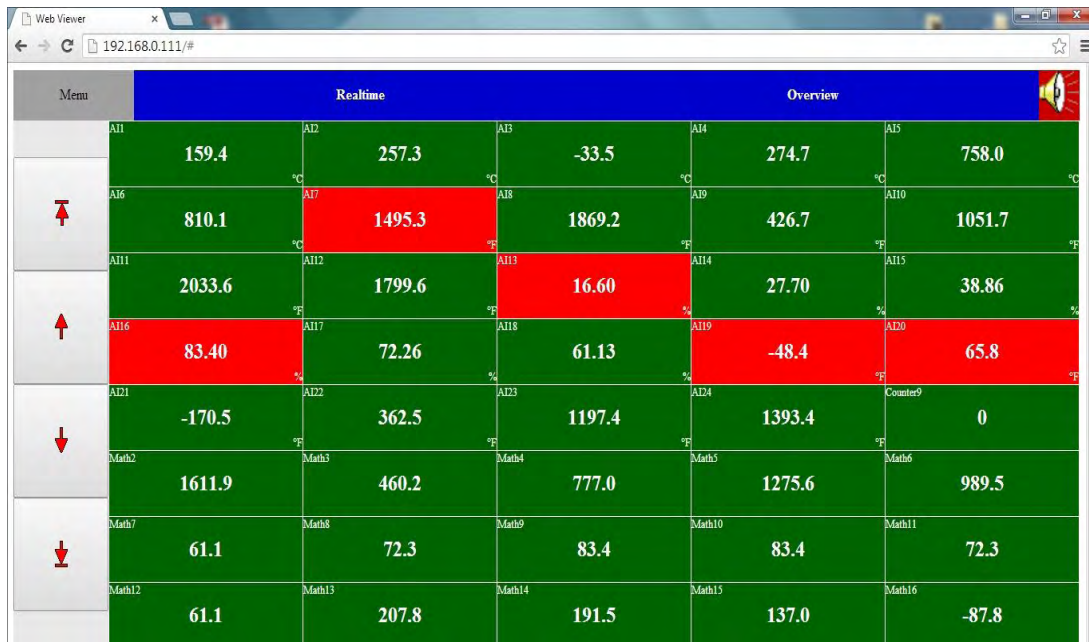 Web Viewer
192.168.0.111/#
Menu Realtime Overview
AI1 AI2 AI3 AI4 AI5
159.4 257.3 -33.5 274.7 758.0
°C °C °C °C °C
AI6 AI7 AI8 AI9 AI10
810.1 1495.3 1869.2 426.7 1051.7
°C °F °F °F °F
AI11 AI12 AI13 AI14 AI15
2033.6 1799.6 16.60 27.70 38.86
°F °F % % %
AI16 AI17 AI18 AI19 AI20
83.40 72.26 61.13 -48.4 65.8
% % % °F °F
AI21 AI22 AI23 AI24 Counter9
-170.5 362.5 1197.4 1393.4 0
°F °F °F °F
Math2 Math3 Math4 Math5 Math6
1611.9 460.2 777.0 1275.6 989.5
Math7 Math8 Math9 Math10 Math11
61.1 72.3 83.4 83.4 72.3
Math12 Math13 Math14 Math15 Math16
61.1 207.8 191.5 137.0 -87.8